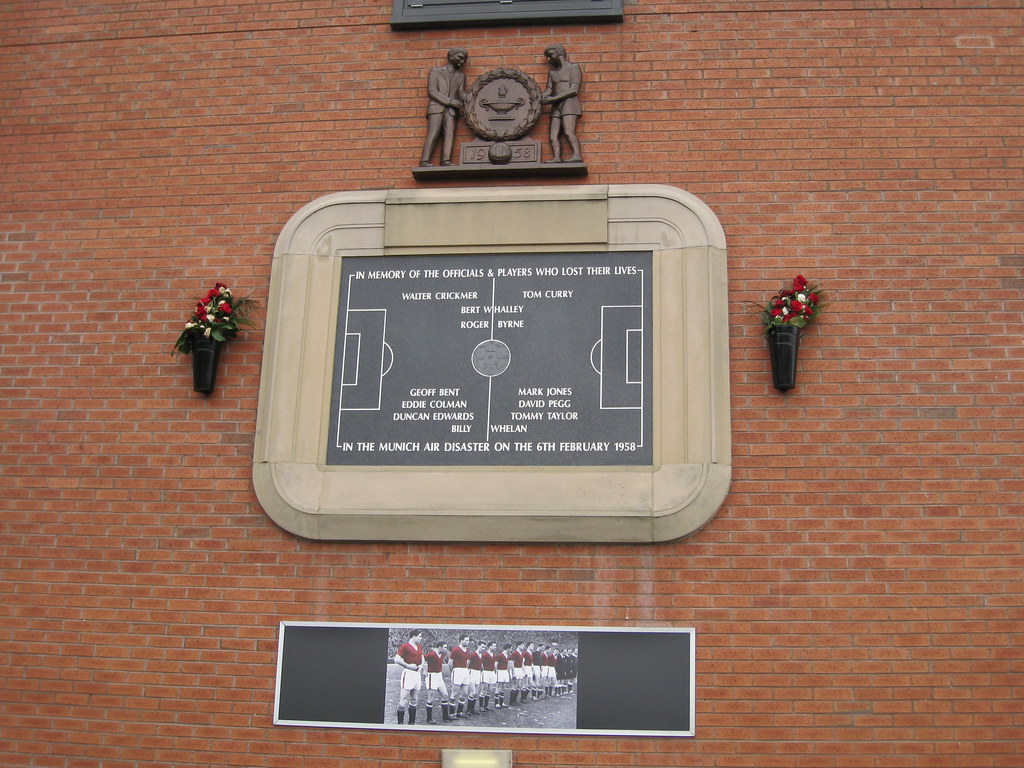 1958
IN MEMORY OF THE OFFICIALS & PLAYERS WHO LOST THEIR LIVES
WALTER CRICKMER TOM CURRY
BERT WHALLEY
ROGER BYRNE
GEOFF BENT MARK JONES
EDDIE COLMAN DAVID PEGG
DUNCAN EDWARDS TOMMY TAYLOR
BILLY WHELAN
IN THE MUNICH AIR DISASTER ON THE 6TH FEBRUARY 1958